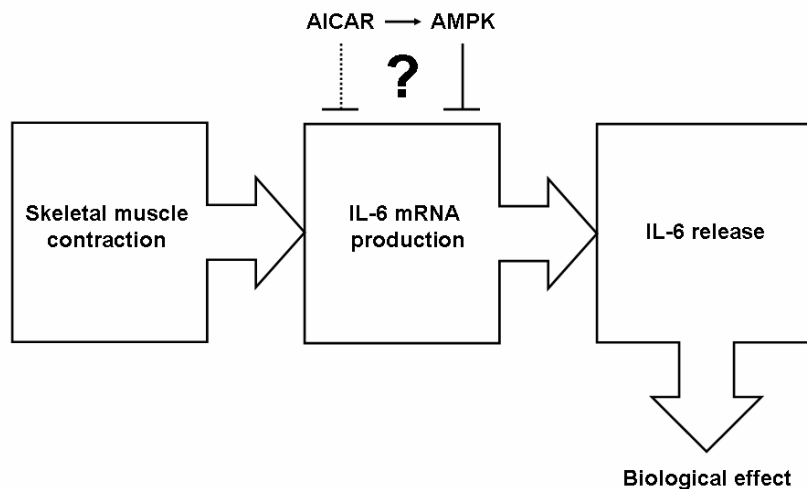 AICAR AMPK
?
Skeletal muscle
contraction
IL-6 mRNA
production
IL-6 release
Biological effect